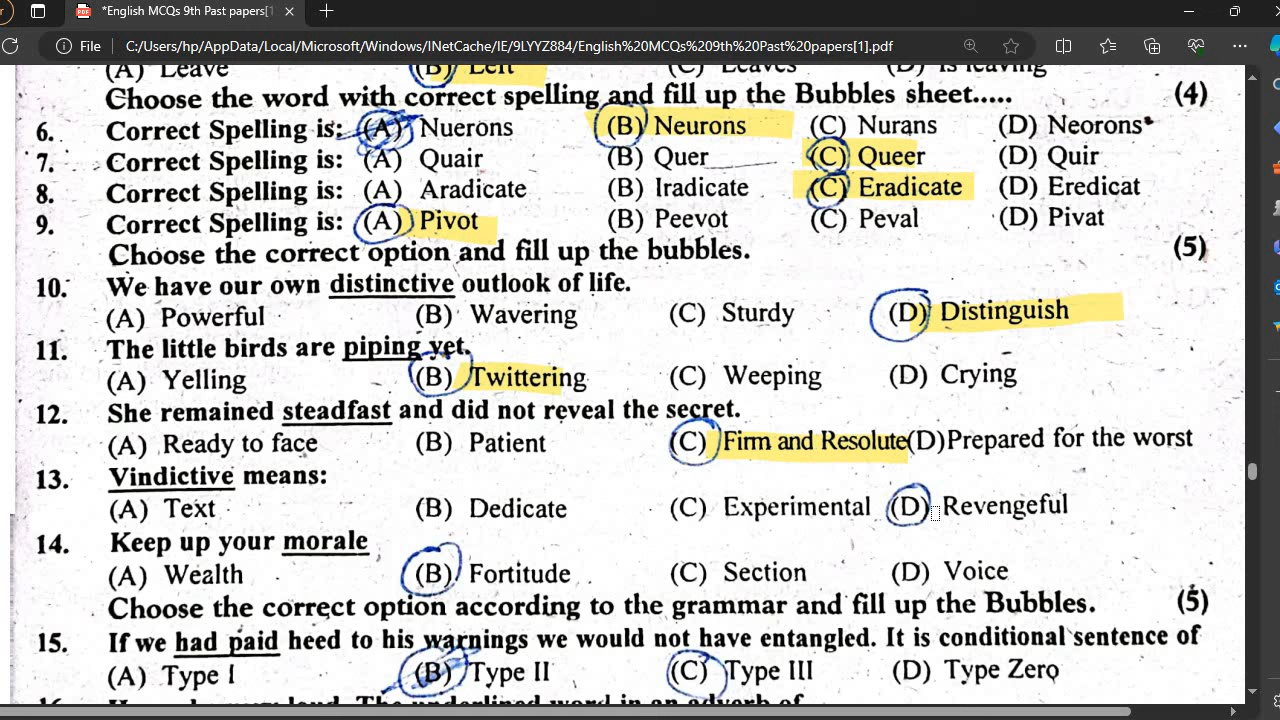 *English MCQs 9th Past papers[1
File C:/Users/hp/AppData/Local/Microsoft/Windows/INetCache/IE/9LYYZ884/English%20MCQs%209th%20Past%20papers[1].pdf
(A) Leave (B) Left (C) Leaves (D) is leaving
Choose the word with correct spelling and fill up the Bubbles sheet..... (4)
6. Correct Spelling is: (A) Nuerons (B) Neurons (C) Nurans (D) Neorons
7. Correct Spelling is: (A) Quair (B) Quer (C) Queer (D) Quir
8. Correct Spelling is: (A) Aradicate (B) Iradicate (C) Eradicate (D) Eredicat
9. Correct Spelling is: (A) Pivot (B) Peevot (C) Peval (D) Pivat
Choose the correct option and fill up the bubbles. (5)
10. We have our own distinctive outlook of life.
(A) Powerful (B) Wavering (C) Sturdy (D) Distinguish
11. The little birds are piping yet.
(A) Yelling (B) Twittering (C) Weeping (D) Crying
12. She remained steadfast and did not reveal the secret.
(A) Ready to face (B) Patient (C) Firm and Resolute (D) Prepared for the worst
13. Vindictive means:
(A) Text (B) Dedicate (C) Experimental (D) Revengeful
14. Keep up your morale
(A) Wealth (B) Fortitude (C) Section (D) Voice
Choose the correct option according to the grammar and fill up the Bubbles. (5)
15. If we had paid heed to his warnings we would not have entangled. It is conditional sentence of
(A) Type I (B) Type II (C) Type III (D) Type Zero
The underlined word in an adverb of